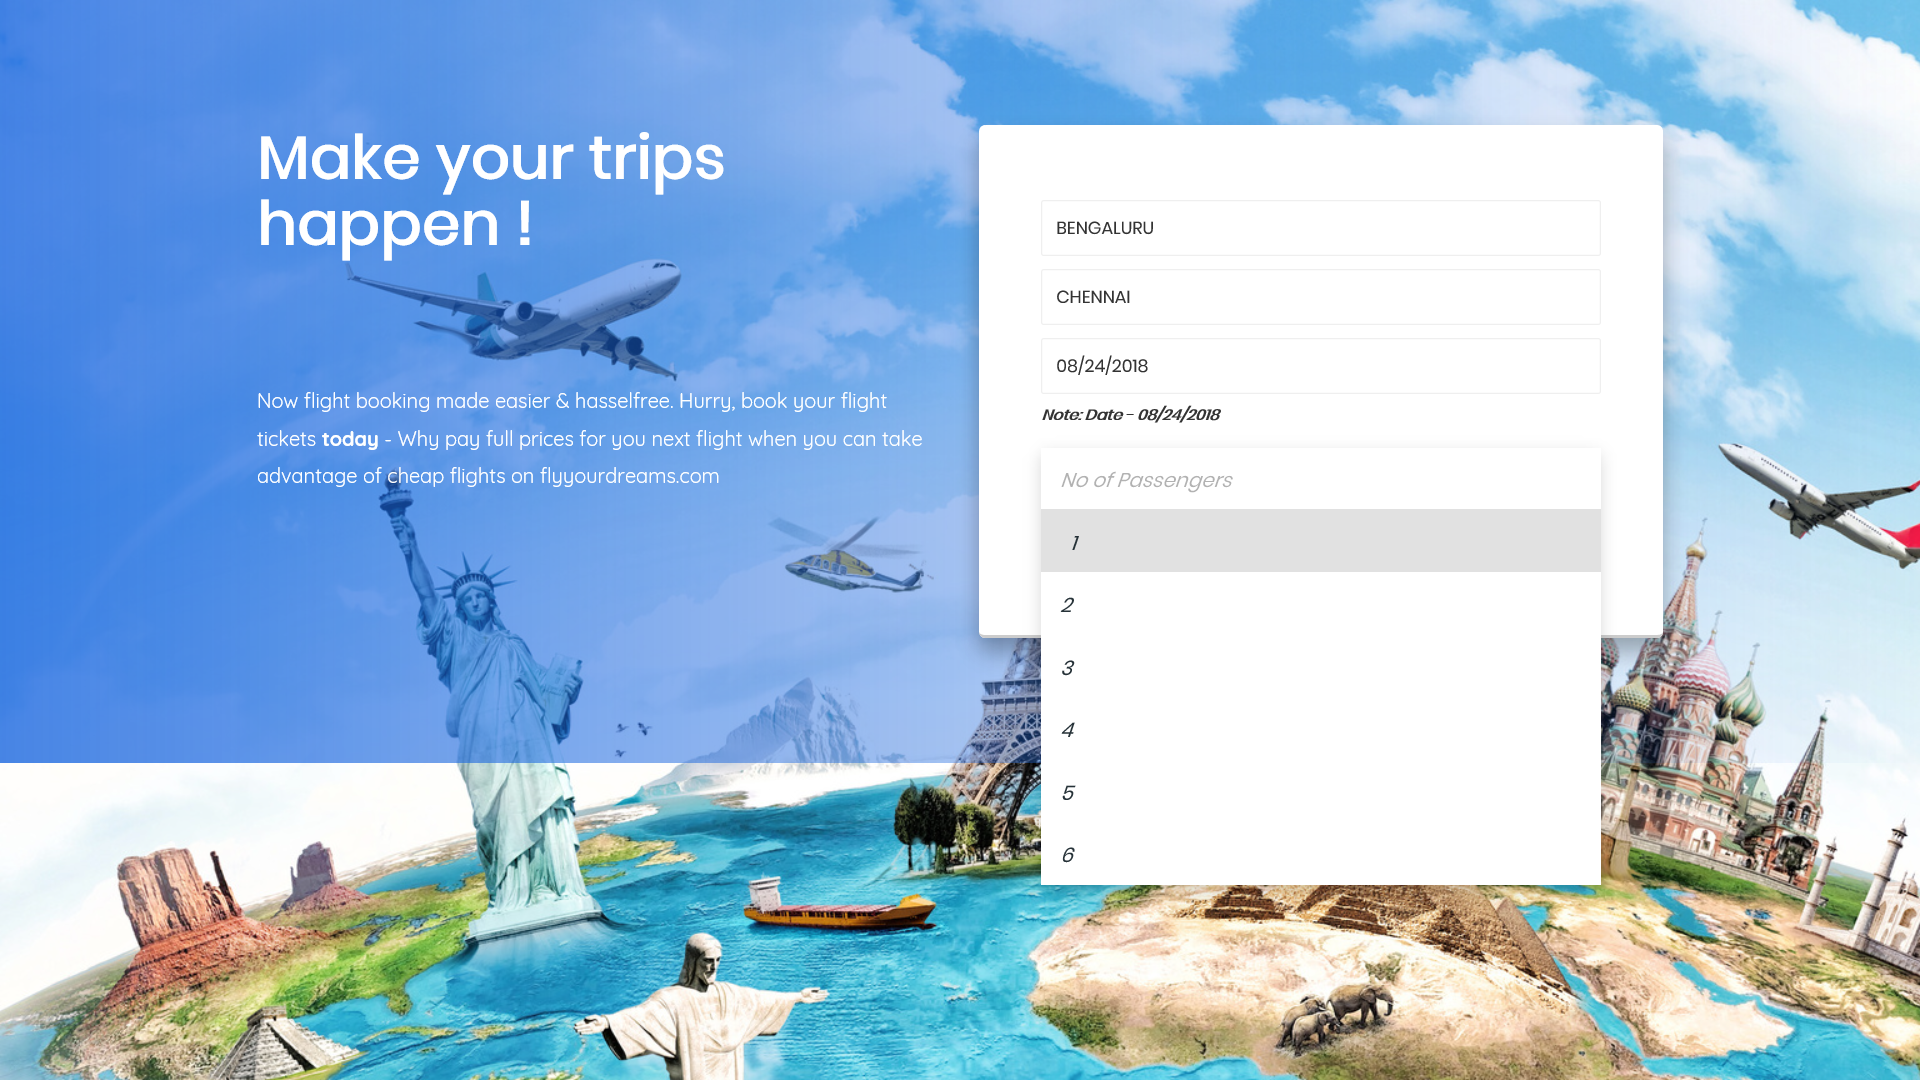 Make your trips
happen !
Now flight booking made easier & hasselfree. Hurry, book your flight
tickets today - Why pay full prices for you next flight when you can take
advantage of cheap flights on flyyourdreams.com
BENGALURU
CHENNAI
08/24/2018
Note: Date - 08/24/2018
No of Passengers
1
2
3
4
5
6